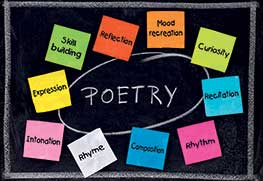 Mood
recreation
Reflection
Skill
building
Curiosity
Expression
POETRY
Recitation
Intonation
Rhyme
Composition
Rhythm